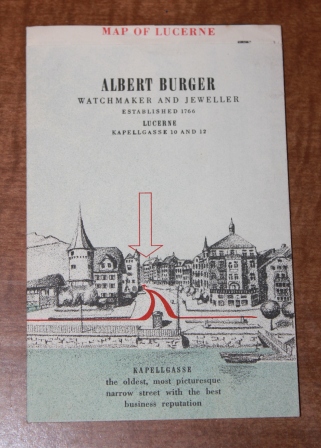 MAP OF LUCERNE
ALBERT BURGER
WATCHMAKER AND JEWELLER
ESTABLISHED 1766
LUCERNE
KAPELLGASSE 10 AND 12
KAPELLGASSE
the oldest, most picturesque
narrow street with the best
business reputation